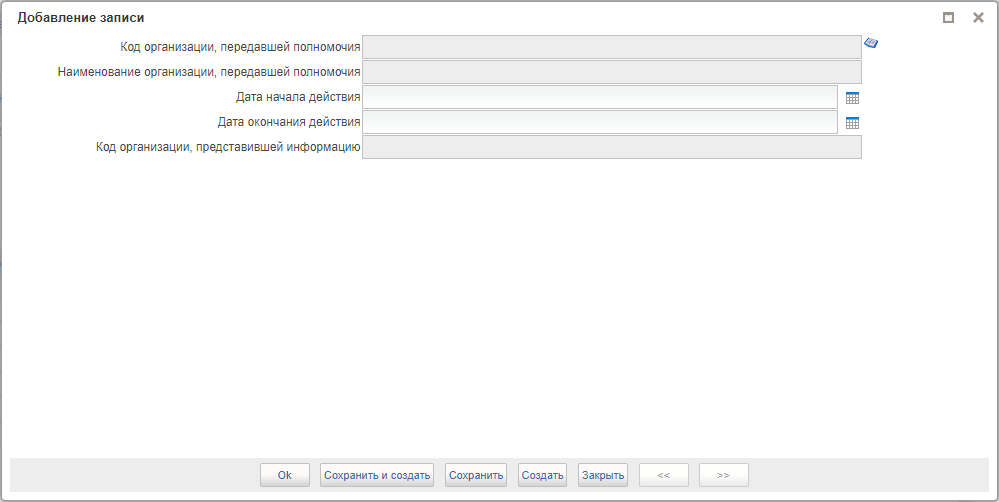 Добавление записи
Код организации, передавшей полномочия
Наименование организации, передавшей полномочия
Дата начала действия
Дата окончания действия
Код организации, представившей информацию
Ok Сохранить и создать Сохранить Создать Закрыть << >>